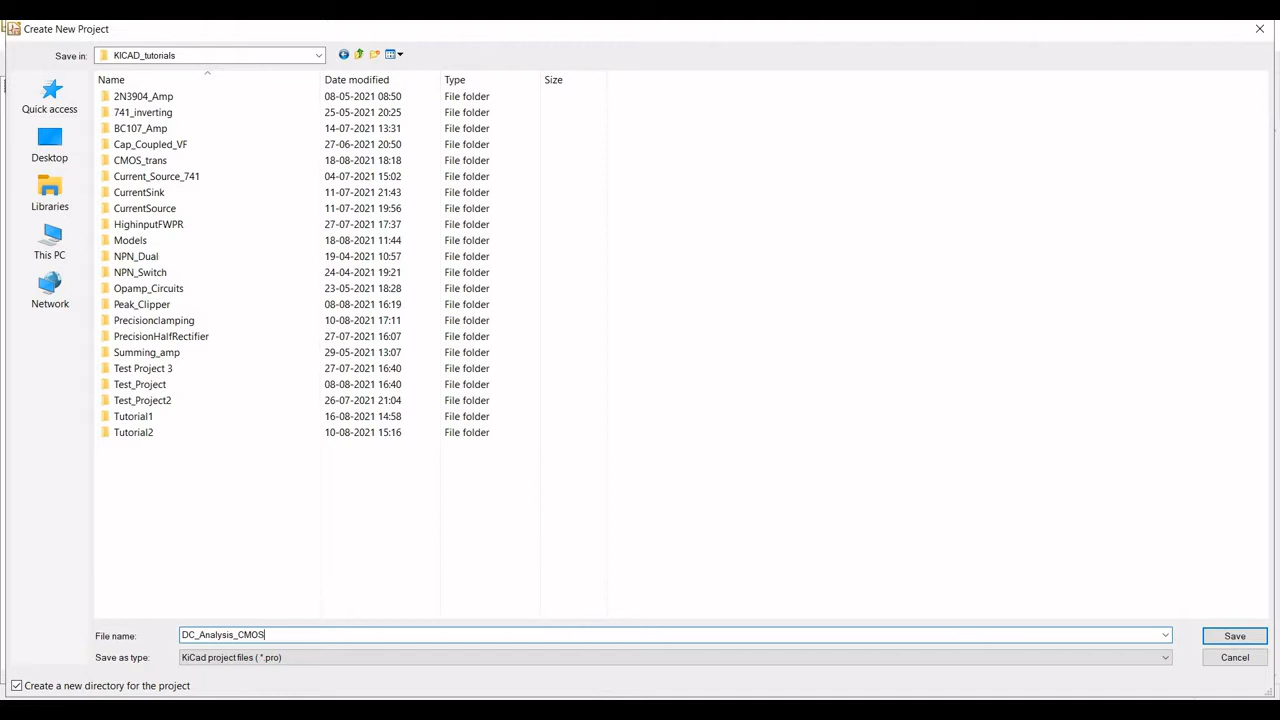 Create New Project
Save in: KICAD_tutorials
Name Date modified Type Size
Quick access
Desktop
Libraries
This PC
Network
2N3904_Amp 08-05-2021 08:50 File folder
741_inverting 25-05-2021 20:25 File folder
BC107_Amp 14-07-2021 13:31 File folder
Cap_Coupled_VF 27-06-2021 20:50 File folder
CMOS_trans 18-08-2021 18:18 File folder
Current_Source_741 04-07-2021 15:02 File folder
CurrentSink 11-07-2021 21:43 File folder
CurrentSource 11-07-2021 19:56 File folder
HighinputFWPR 27-07-2021 17:37 File folder
Models 18-08-2021 11:44 File folder
NPN_Dual 19-04-2021 10:57 File folder
NPN_Switch 24-04-2021 19:21 File folder
Opamp_Circuits 23-05-2021 18:28 File folder
Peak_Clipper 08-08-2021 16:19 File folder
Precisionclamping 10-08-2021 17:11 File folder
PrecisionHalfRectifier 27-07-2021 16:07 File folder
Summing_amp 29-05-2021 13:07 File folder
Test Project 3 27-07-2021 16:40 File folder
Test_Project 08-08-2021 16:40 File folder
Test_Project2 26-07-2021 21:04 File folder
Tutorial1 16-08-2021 14:58 File folder
Tutorial2 10-08-2021 15:16 File folder
File name: DC_Analysis_CMOS Save
Save as type: KiCad project files (*.pro) Cancel
Create a new directory for the project